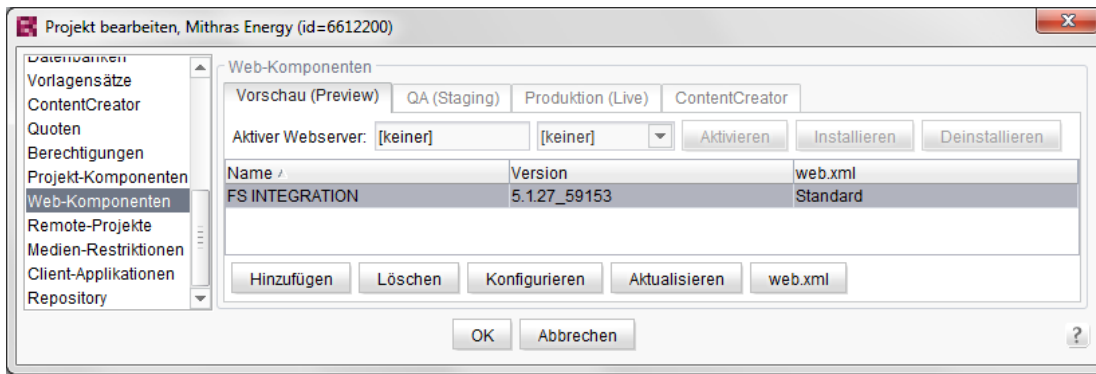 Projekt bearbeiten, Mithras Energy (id=6612200)
Datenbanken
Vorlagensätze
ContentCreator
Quoten
Berechtigungen
Projekt-Komponenten
Web-Komponenten
Remote-Projekte
Medien-Restriktionen
Client-Applikationen
Repository
Web-Komponenten
Vorschau (Preview) QA (Staging) Produktion (Live) ContentCreator
Aktiver Webserver: [keiner] [keiner] Aktivieren Installieren Deinstallieren
Name Version web.xml
FS INTEGRATION 5.1.27_59153 Standard
Hinzufügen Löschen Konfigurieren Aktualisieren web.xml
OK Abbrechen ?